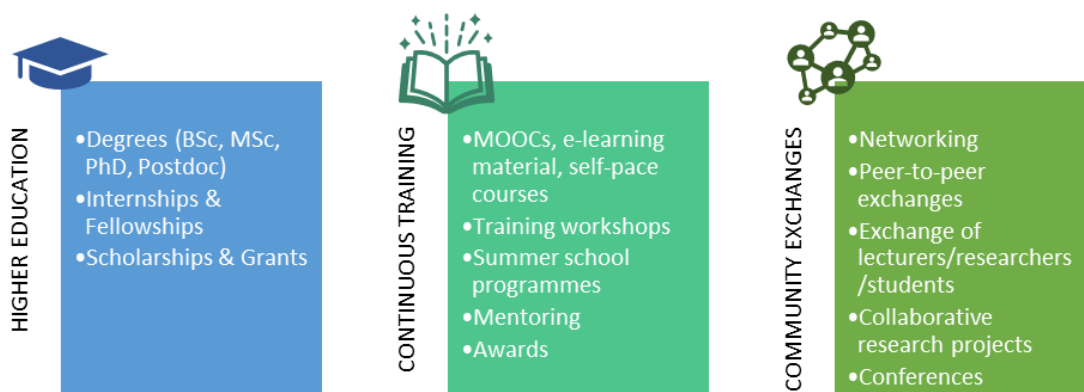 HIGHER EDUCATION
•Degrees (BSc, MSc,
PhD, Postdoc)
•Internships &
Fellowships
•Scholarships & Grants
CONTINUOUS TRAINING
•MOOCs, e-learning
material, self-pace
courses
•Training workshops
•Summer school
programmes
•Mentoring
•Awards
COMMUNITY EXCHANGES
•Networking
•Peer-to-peer
exchanges
•Exchange of
lecturers/researchers
/students
•Collaborative
research projects
•Conferences